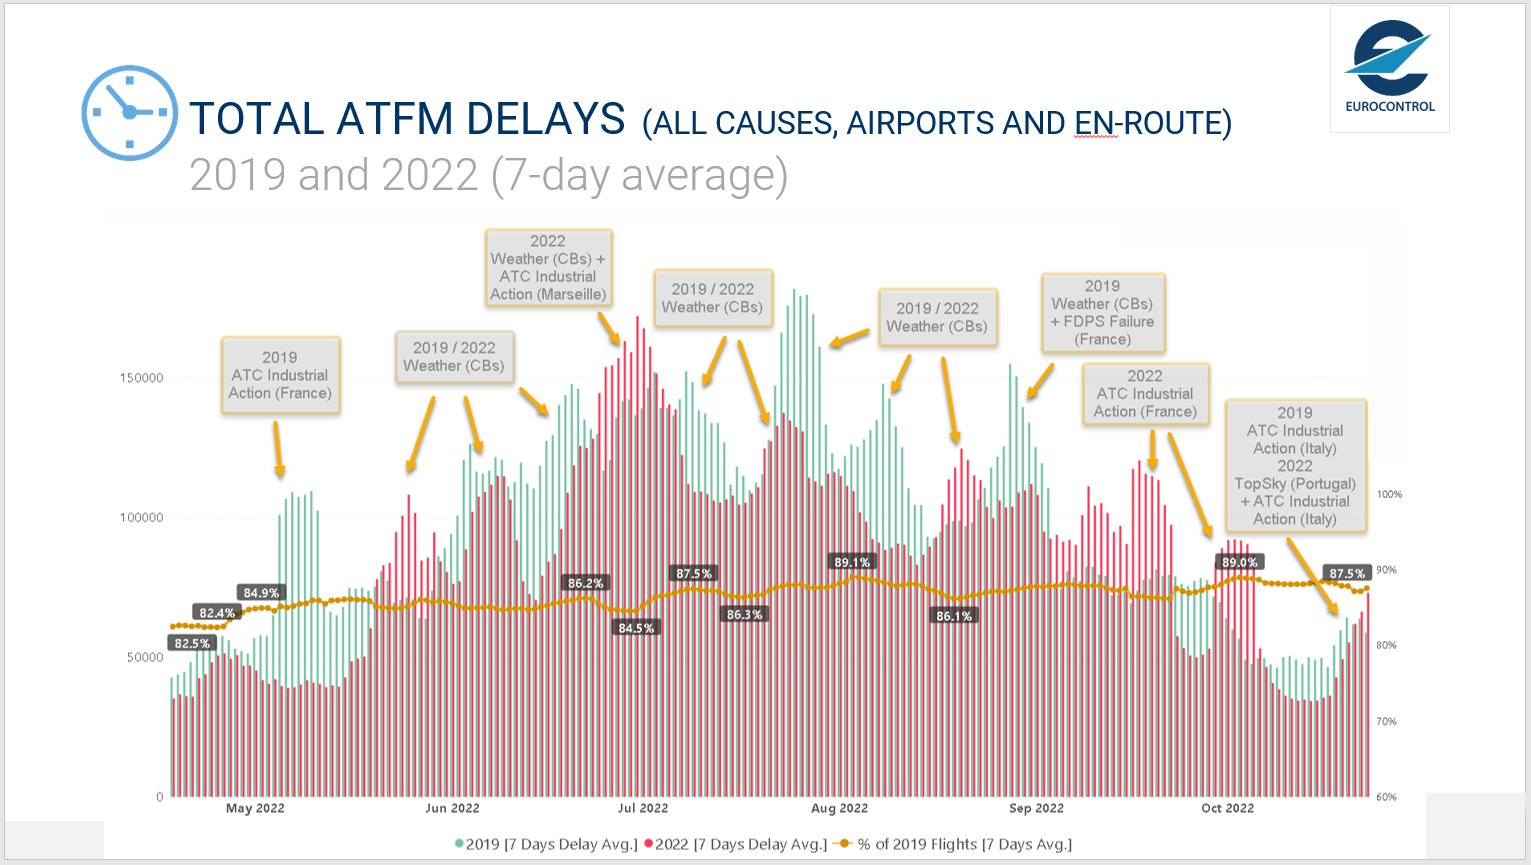 EUROCONTROL
TOTAL ATFM DELAYS (ALL CAUSES, AIRPORTS AND EN-ROUTE)
2019 and 2022 (7-day average)
2019
ATC Industrial
Action (France)
2019 / 2022
Weather (CBs)
2022
Weather (CBs) +
ATC Industrial
Action (Marseille)
2019 / 2022
Weather (CBs)
2019 / 2022
Weather (CBs)
2019
Weather (CBs)
+ FDPS Failure
(France)
2022
ATC Industrial
Action (France)
2019
ATC Industrial
Action (Italy)
2022
TopSky (Portugal)
+ ATC Industrial
Action (Italy)
150000
100000
50000
0
100%
90%
80%
70%
60%
82.5%
82.4%
84.9%
86.2%
84.5%
87.5%
86.3%
89.1%
86.1%
89.0%
87.5%
May 2022
Jun 2022
Jul 2022
Aug 2022
Sep 2022
Oct 2022
2019 [7 Days Delay Avg.] 2022 [7 Days Delay Avg.] % of 2019 Flights [7 Days Avg.]